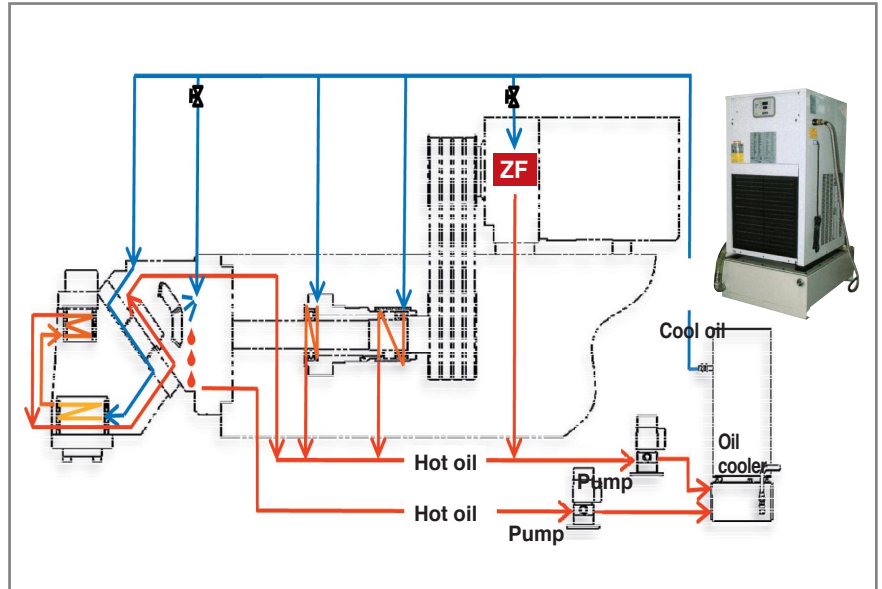 ZF
Cool oil
Oil
cooler
Hot oil
Pump
Hot oil
Pump